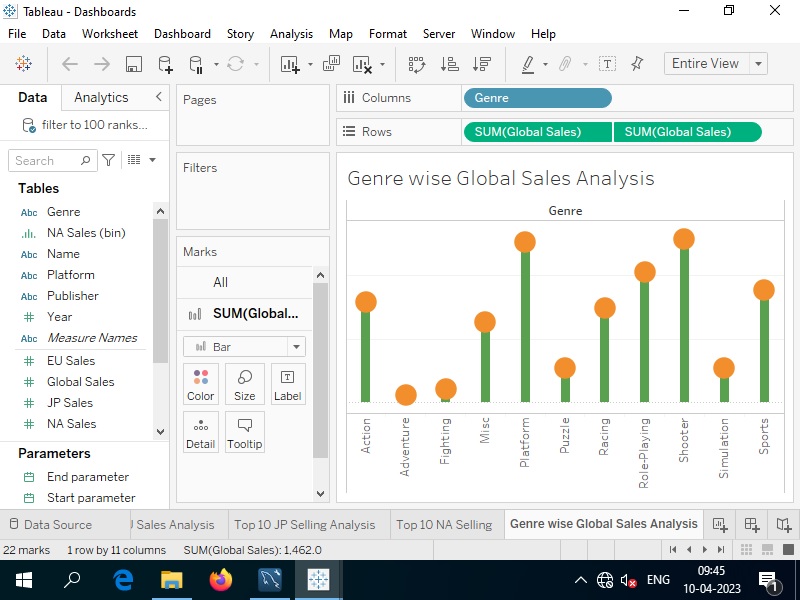 Tableau - Dashboards
File Data Worksheet Dashboard Story Analysis Map Format Server Window Help
Entire View
Data Analytics
filter to 100 ranks...
Search
Tables
Abc Genre
NA Sales (bin)
Abc Name
Abc Platform
Abc Publisher
# Year
Abc Measure Names
# EU Sales
# Global Sales
# JP Sales
# NA Sales
Parameters
End parameter
Start parameter
Pages
Filters
Marks
All
SUM(Global...
Bar
Color Size Label
Detail Tooltip
Columns Genre
Rows SUM(Global Sales) SUM(Global Sales)
Genre wise Global Sales Analysis
Genre
Action
Adventure
Fighting
Misc
Platform
Puzzle
Racing
Role-Playing
Shooter
Simulation
Sports
Data Source Sales Analysis Top 10 JP Selling Analysis Top 10 NA Selling Genre wise Global Sales Analysis
22 marks 1 row by 11 columns SUM(Global Sales): 1,462.0
ENG
09:45
10-04-2023
1